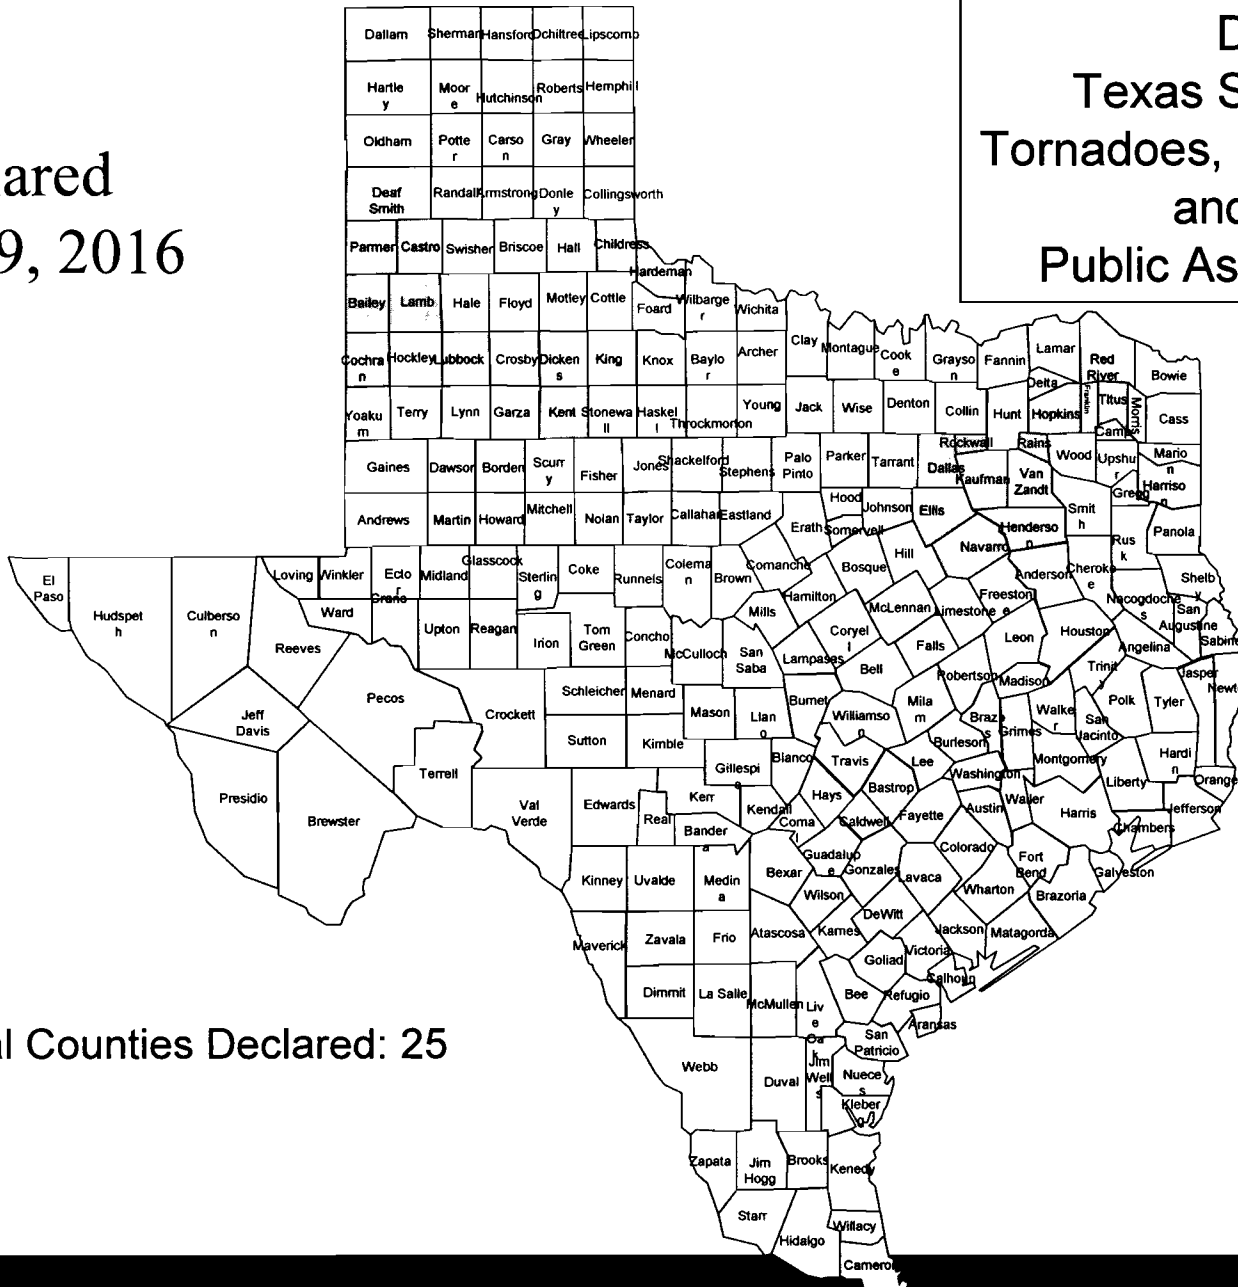 D
Texas S
Tornadoes,
and
Public As
ared
9, 2016
Dallam Sherman Hansford Ochiltree Lipscomb
Hartle
y
Moor
e
Hutchinson
Roberts Hemphill
Oldham
Potte
r
Carso
n
Gray Wheeler
Deaf
Smith
Randall Armstrong
Donle
y
Collingsworth
Parmer Castro Swisher Briscoe Hall Childress
Hardeman
Bailey Lamb Hale Floyd Motley Cottle
Foard
Wilbarge
r
Wichita
Cochra
n
Hockley Lubbock Crosby
Dicken
s
King Knox
Baylo
r
Archer Clay Montague
Cook
e
Grayso
n
Fannin Lamar
Red
River
Bowie
Delta
Yoaku
m
Terry Lynn Garza Kent
Stonewa
ll
Haskel
l
Throckmorton
Young Jack Wise Denton Collin Hunt Hopkins
Franklin
Titus
Morris
Cass
Camp
Gaines Dawson Borden
Scurr
y
Fisher Jones Shackelford
Stephens
Palo
Pinto
Parker Tarrant Dallas
Rockwall
Kaufman
Rains
Van
Zandt
Wood
Upshu
r
Mario
n
Harriso
n
Gregg
Andrews Martin Howard Mitchell Nolan Taylor Callahan Eastland
Erath
Hood
Somervell
Johnson Ellis
Henderso
n
Smit
h
Rus
k
Panola
El
Paso
Hudspet
h
Culberso
n
Loving Winkler
Ecto
r
Crane
Midland Glasscock
Sterlin
g
Coke Runnels
Colema
n
Brown Comanche
Hamilton
Bosque Hill Navarro
Freeston
e
Anderson
Cheroke
e
Nacogdoche
s
Shelb
y
San
Augustine
Sabine
Ward
Reeves
Upton Reagan Irion
Tom
Green
Concho
McCulloch
San
Saba
Mills
Lampasas
Coryel
l
McLennan Limestone
Falls
Bell
Leon
Houston
Angelina
Trinit
y
Pecos
Jeff
Davis
Crockett
Schleicher Menard
Mason
Llan
o
Burnet
Williamso
n
Mila
m
Robertson Madison
Braz
s
Grimes
Walke
r
San
Jacinto
Polk Tyler
Jasper
Newt
Terrell
Sutton Kimble
Gillespi
e
Blanco
Travis Lee
Burleson
Washington
Montgomery
Liberty
Hardi
n
Orange
Presidio
Brewster
Val
Verde
Edwards
Real
Kerr
Bander
a
Kendall
Coma
l
Hays
Caldwell
Bastrop
Fayette
Austin
Waller
Harris
Chambers
Jefferson
Kinney Uvalde
Medin
a
Bexar
Guadalup
e
Gonzales
Lavaca
Colorado
Wharton
Fort
Bend
Brazoria
Galveston
Wilson
Maverick Zavala Frio Atascosa Karnes
DeWitt
Jackson Matagorda
Goliad
Victoria
Calhoun
Dimmit La Salle McMullen
Liv
e
Oa
k
Bee Refugio
Aransas
San
Patricio
Webb Duval
Jim
Well
s
Nuece
s
Kleber
g
Zapata
Jim
Hogg
Brooks Kenedy
Starr
Hidalgo
Willacy
Cameron
al Counties Declared: 25